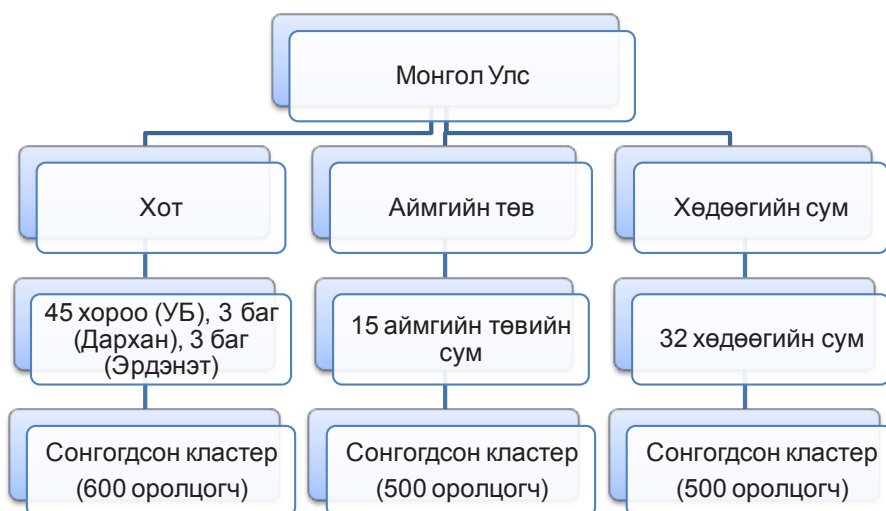 Монгол Улс
Хот
Аймгийн төв
Хөдөөгийн сум
45 хороо (УБ), 3 баг
(Дархан), 3 баг
(Эрдэнэт)
15 аймгийн төвийн
сум
32 хөдөөгийн сум
Сонгогдсон кластер
(600 оролцогч)
Сонгогдсон кластер
(500 оролцогч)
Сонгогдсон кластер
(500 оролцогч)